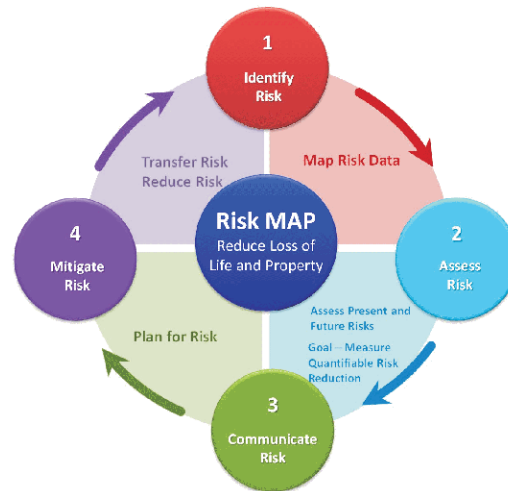 1
Identify
Risk
Transfer Risk
Reduce Risk
Map Risk Data
Risk MAP
Reduce Loss of
Life and Property
4
Mitigate
Risk
2
Assess
Risk
Plan for Risk
Assess Present and
Future Risks
Goal – Measure
Quantifiable Risk
Reduction
3
Communicate
Risk